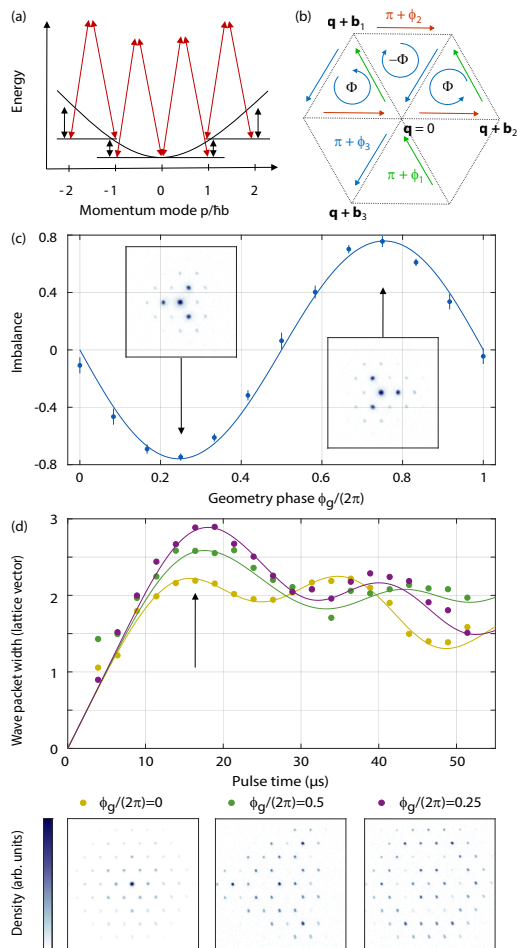 (a)
Energy
-2
-1
0
1
2
Momentum mode p/ħb
(b)
q + b₁
π + ϕ₂
-Φ
Φ
Φ
q = 0
q + b₂
π + ϕ₃
π + ϕ₁
q + b₃
(c)
Imbalance
0.8
0.4
0
-0.4
-0.8
0
0.2
0.4
0.6
0.8
1
Geometry phase ϕg/(2π)
(d)
Wave packet width (lattice vector)
3
2
1
0
0
10
20
30
40
50
Pulse time (μs)
ϕg/(2π)=0
ϕg/(2π)=0.5
ϕg/(2π)=0.25
Density (arb. units)